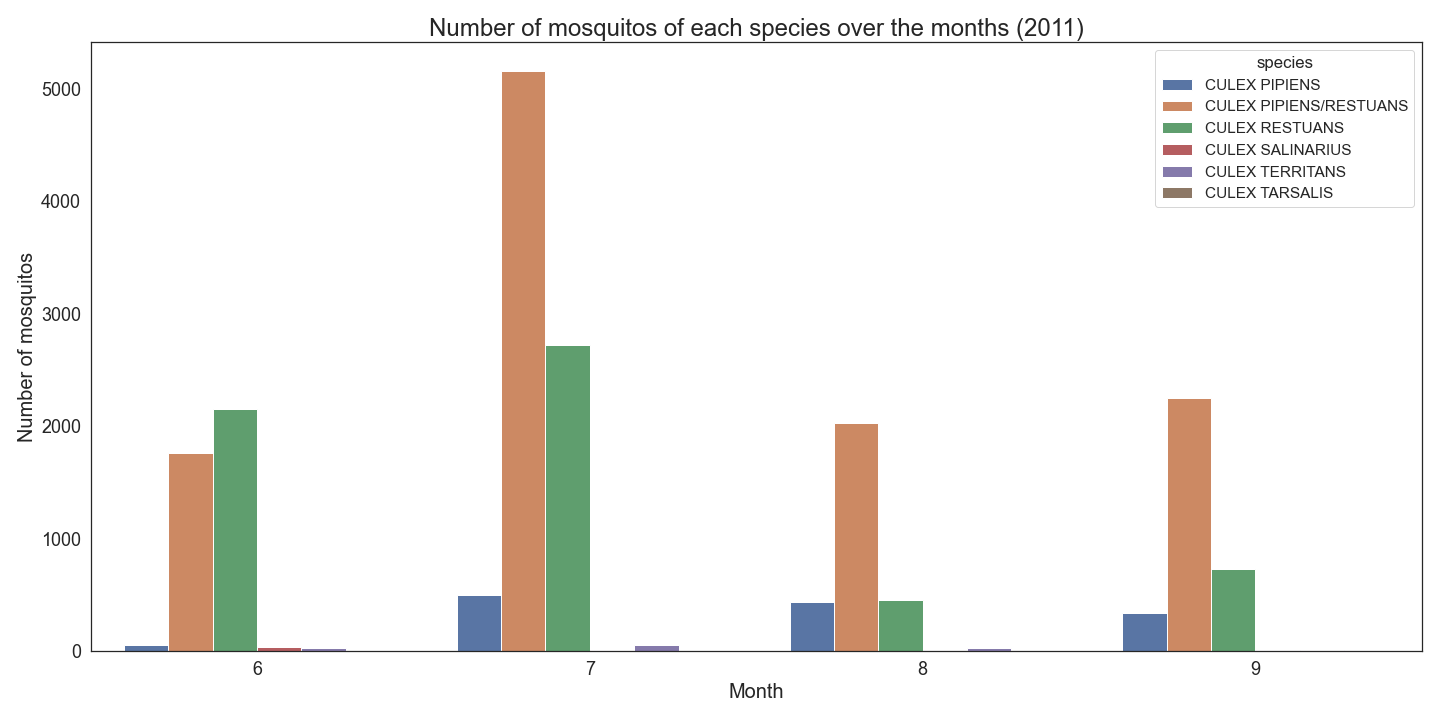 Number of mosquitos of each species over the months (2011)
species
CULEX PIPIENS
CULEX PIPIENS/RESTUANS
CULEX RESTUANS
CULEX SALINARIUS
CULEX TERRITANS
CULEX TARSALIS
Number of mosquitos
5000
4000
3000
2000
1000
0
6 7 8 9
Month